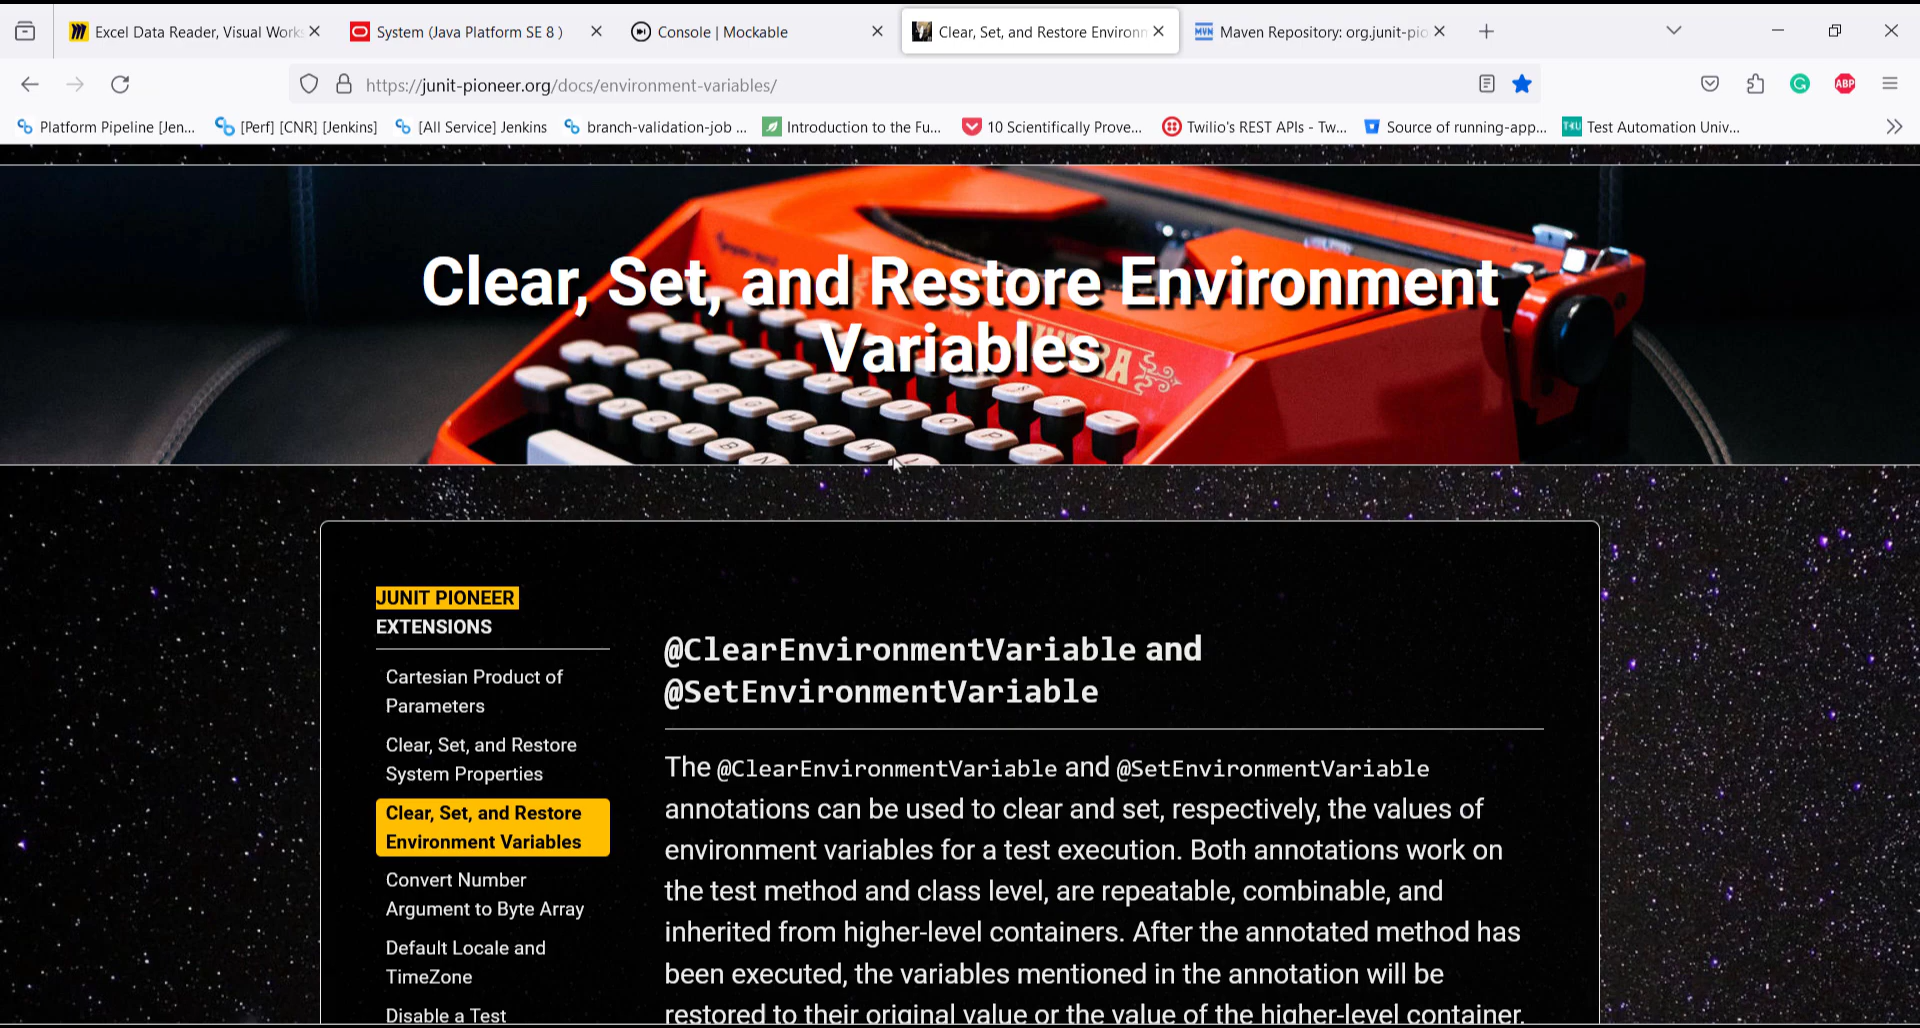 Excel Data Reader, Visual Works
System (Java Platform SE 8 )
Console | Mockable
Clear, Set, and Restore Environm
Maven Repository: org.junit-pio
https://junit-pioneer.org/docs/environment-variables/
ABP
Platform Pipeline [Jen...
[Perf] [CNR] [Jenkins]
[All Service] Jenkins
branch-validation-job ...
Introduction to the Fu...
10 Scientifically Prove...
Twilio's REST APIs - Tw...
Source of running-app...
Test Automation Univ...
Clear, Set, and Restore Environment
Variables
JUNIT PIONEER
EXTENSIONS
Cartesian Product of
Parameters
Clear, Set, and Restore
System Properties
Clear, Set, and Restore
Environment Variables
Convert Number
Argument to Byte Array
Default Locale and
TimeZone
Disable a Test
@ClearEnvironmentVariable and
@SetEnvironmentVariable
The @ClearEnvironmentVariable and @SetEnvironmentVariable
annotations can be used to clear and set, respectively, the values of
environment variables for a test execution. Both annotations work on
the test method and class level, are repeatable, combinable, and
inherited from higher-level containers. After the annotated method has
been executed, the variables mentioned in the annotation will be
restored to their original value or the value of the higher-level container.